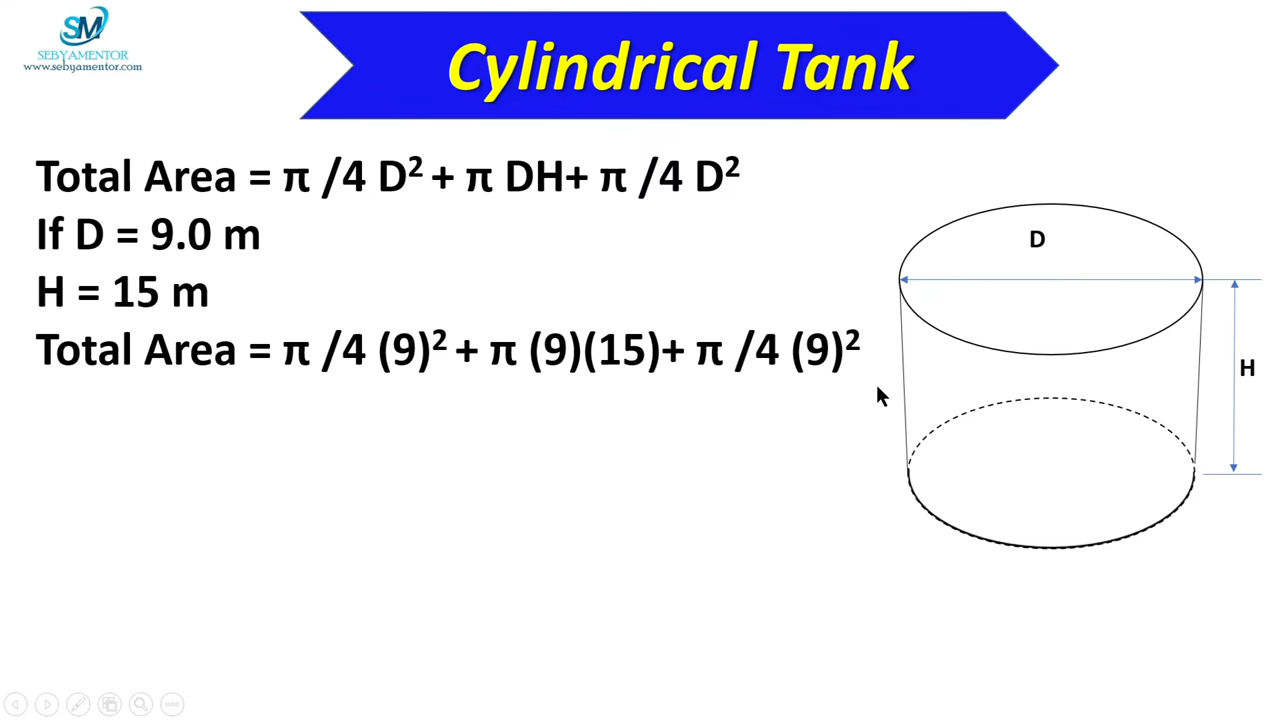 SM
SEBYAMENTOR
www.sebyamentor.com
Cylindrical Tank
Total Area = π /4 D² + π DH+ π /4 D²
If D = 9.0 m
H = 15 m
Total Area = π /4 (9)² + π (9)(15)+ π /4 (9)²
D
H